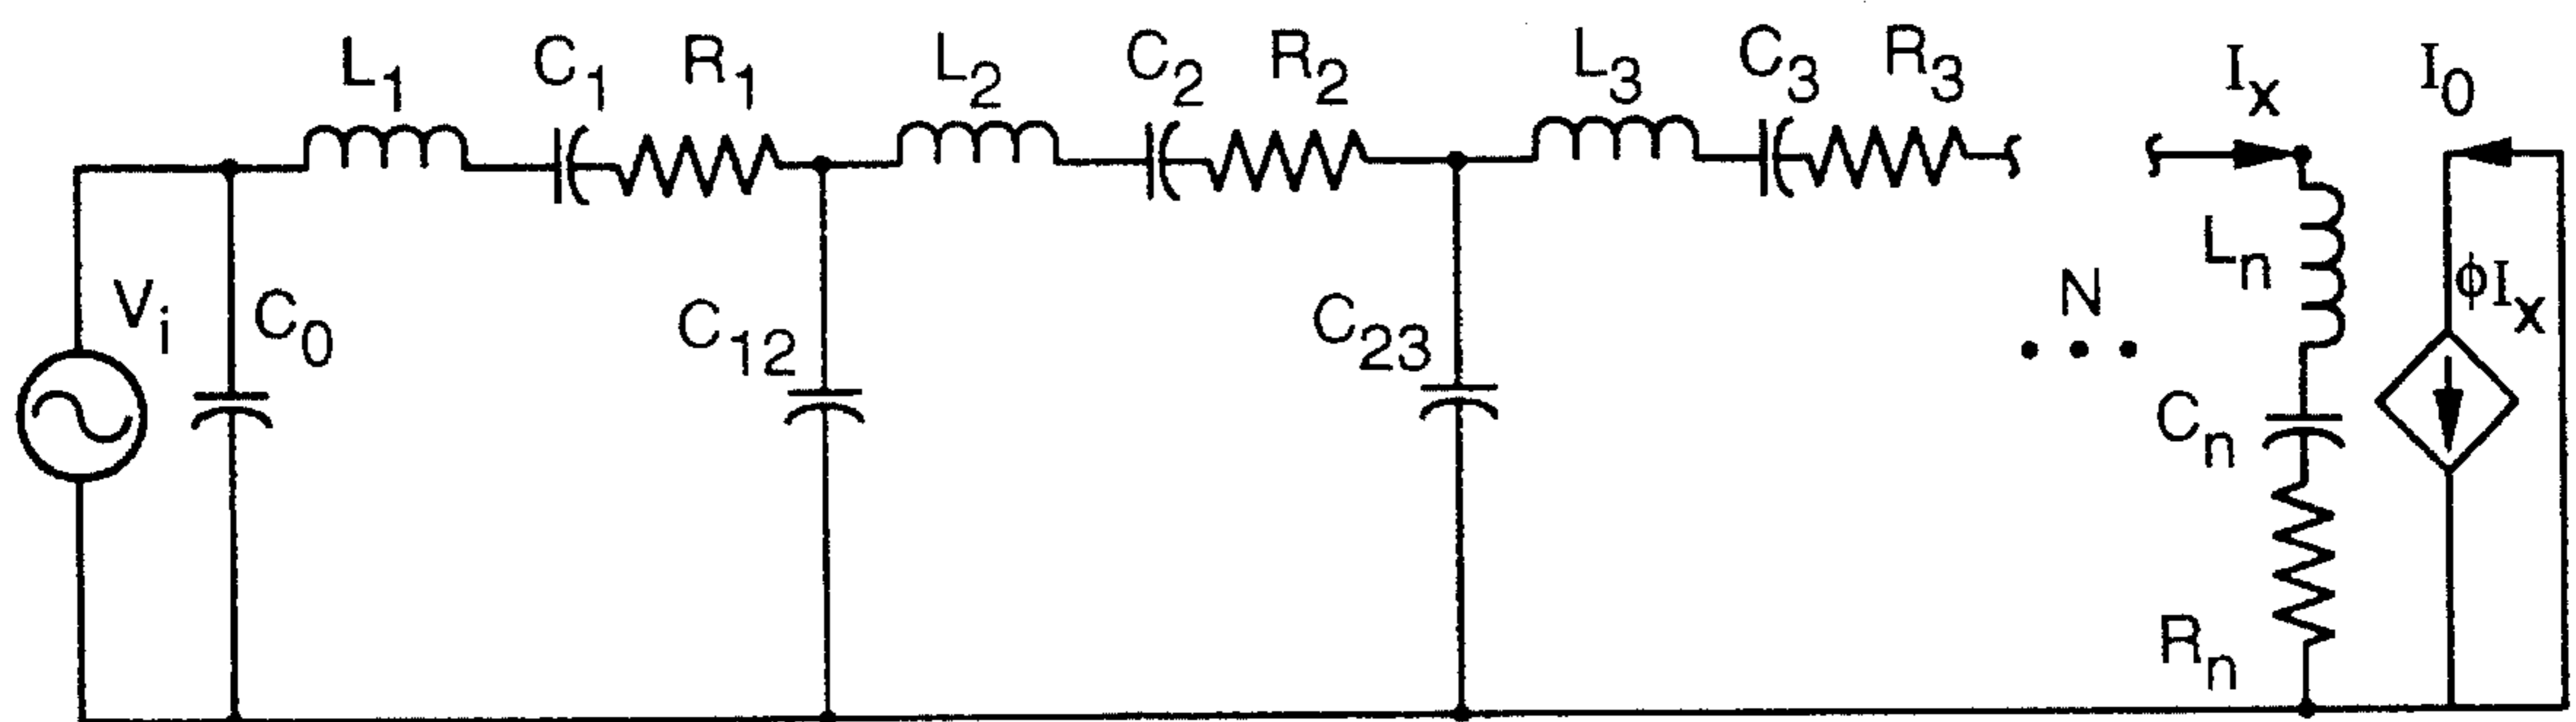 L1 C1 R1 L2 C2 R2 L3 C3 R3 Ix I0
Vi C0 C12 C23 N Ln ϕIx
Cn
Rn